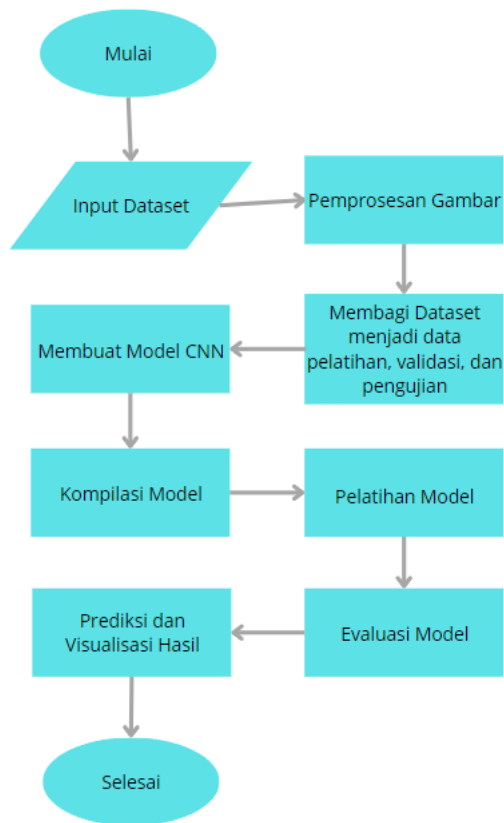 Mulai
Input Dataset
Pemprosesan Gambar
Membagi Dataset
menjadi data
pelatihan, validasi, dan
pengujian
Membuat Model CNN
Kompilasi Model
Pelatihan Model
Evaluasi Model
Prediksi dan
Visualisasi Hasil
Selesai